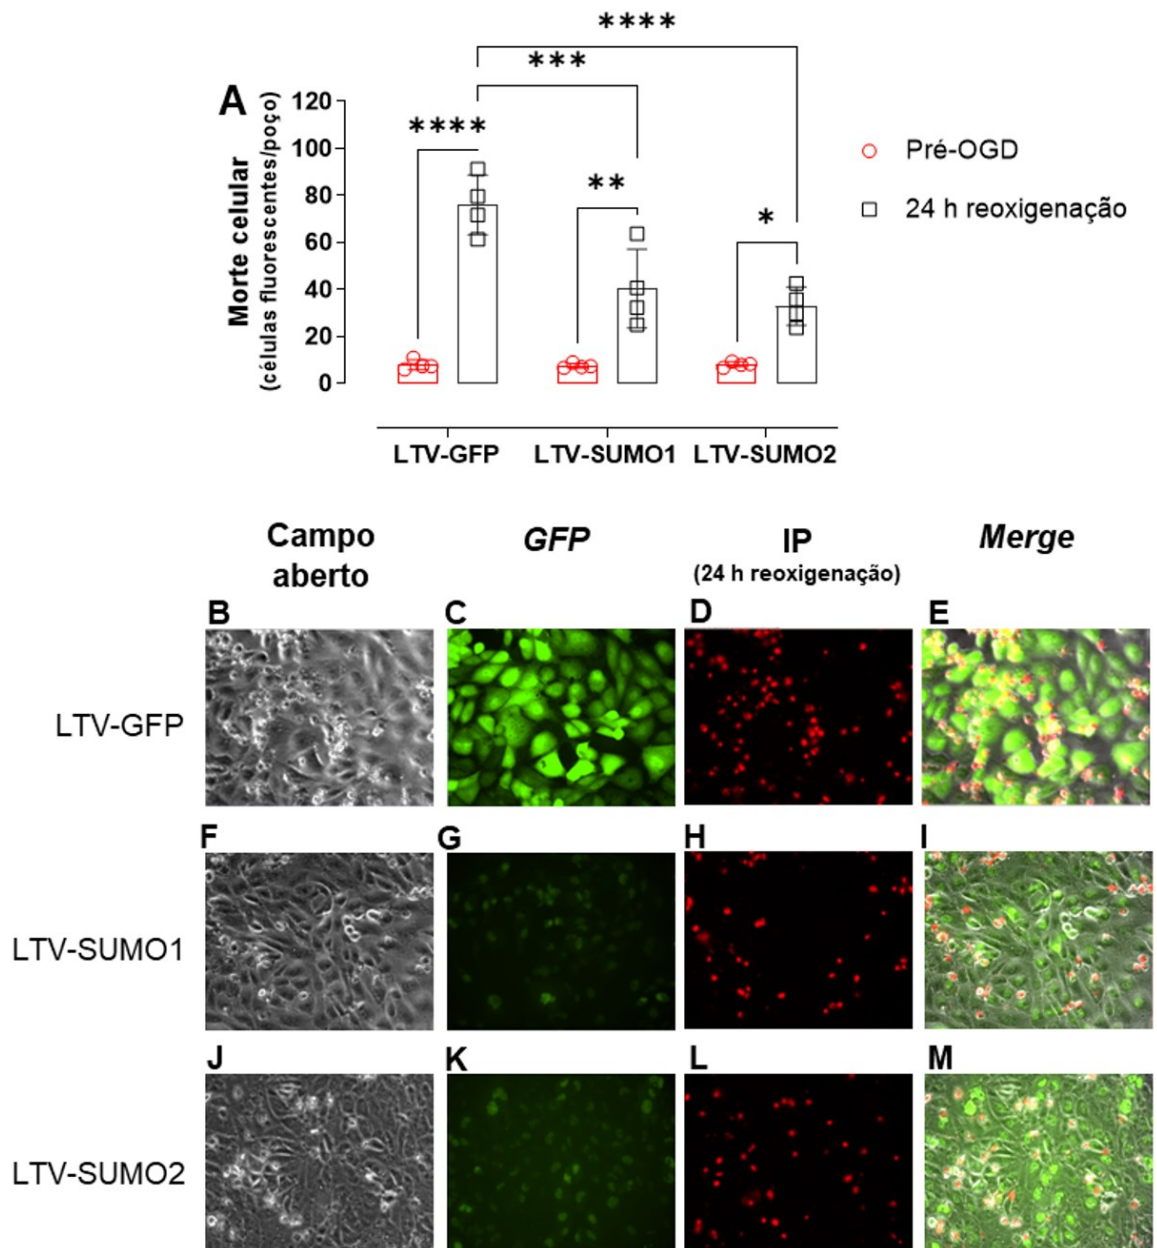 ****
***
A
120
100
80
60
40
20
0
Morte celular
(células fluorescentes/poço)
****
**
*
Pré-OGD
24 h reoxigenação
LTV-GFP
LTV-SUMO1
LTV-SUMO2
Campo
aberto
GFP
IP
(24 h reoxigenação)
Merge
B
C
D
E
LTV-GFP
F
G
H
I
LTV-SUMO1
J
K
L
M
LTV-SUMO2